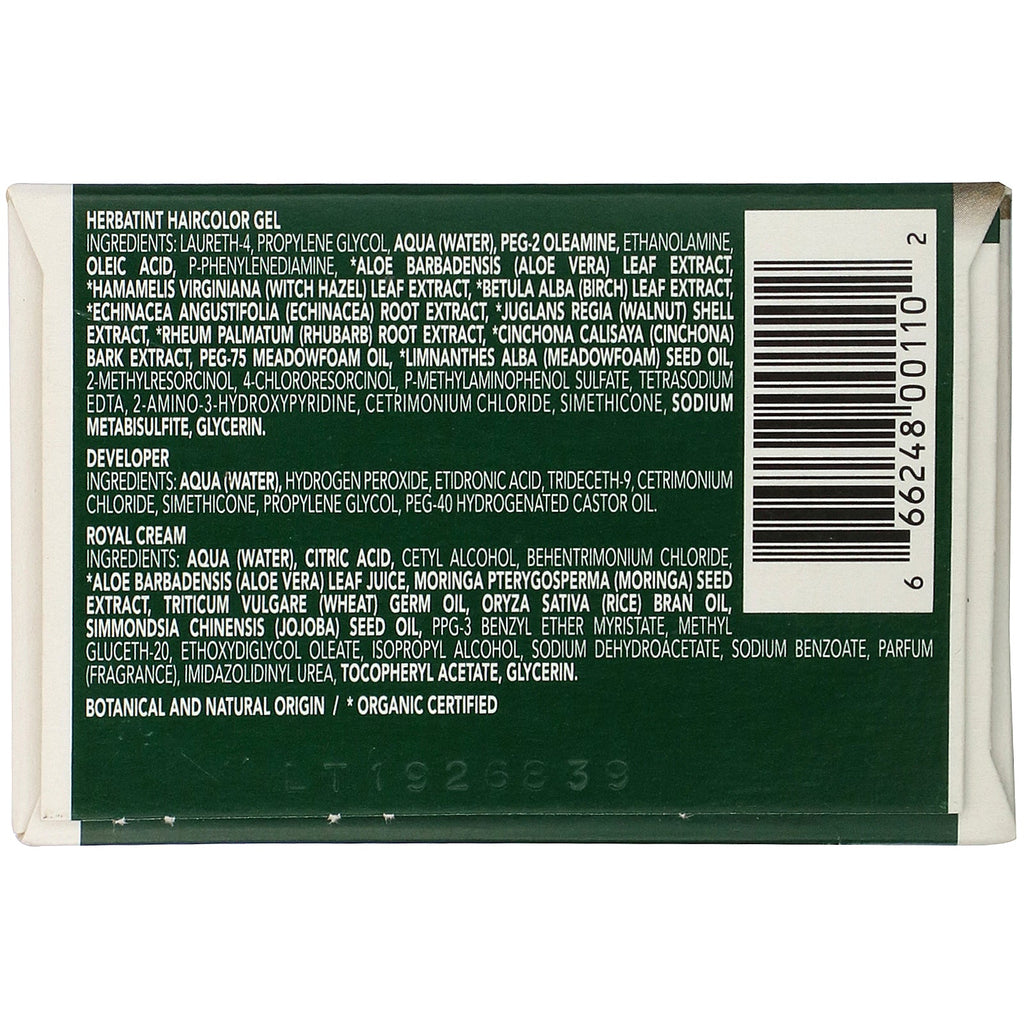 HERBATINT HAIRCOLOR GEL
INGREDIENTS: LAURETH-4, PROPYLENE GLYCOL, AQUA (WATER), PEG-2 OLEAMINE, ETHANOLAMINE,
OLEIC ACID, P-PHENYLENEDIAMINE, *ALOE BARBADENSIS (ALOE VERA) LEAF EXTRACT,
*HAMAMELIS VIRGINIANA (WITCH HAZEL) LEAF EXTRACT, *BETULA ALBA (BIRCH) LEAF EXTRACT,
*ECHINACEA ANGUSTIFOLIA (ECHINACEA) ROOT EXTRACT, *JUGLANS REGIA (WALNUT) SHELL
EXTRACT, *RHEUM PALMATUM (RHUBARB) ROOT EXTRACT, *CINCHONA CALISAYA (CINCHONA)
BARK EXTRACT, PEG-75 MEADOWFOAM OIL, *LIMNANTHES ALBA (MEADOWFOAM) SEED OIL,
2-METHYLRESORCINOL, 4-CHLORORESORCINOL, P-METHYLAMINOPHENOL SULFATE, TETRASODIUM
EDTA, 2-AMINO-3-HYDROXYPYRIDINE, CETRIMONIUM CHLORIDE, SIMETHICONE, SODIUM
METABISULFITE, GLYCERIN.
DEVELOPER
INGREDIENTS: AQUA (WATER), HYDROGEN PEROXIDE, ETIDRONIC ACID, TRIDECETH-9, CETRIMONIUM
CHLORIDE, SIMETHICONE, PROPYLENE GLYCOL, PEG-40 HYDROGENATED CASTOR OIL.
ROYAL CREAM
INGREDIENTS: AQUA (WATER), CITRIC ACID, CETYL ALCOHOL, BEHENTRIMONIUM CHLORIDE,
*ALOE BARBADENSIS (ALOE VERA) LEAF JUICE, MORINGA PTERYGOSPERMA (MORINGA) SEED
EXTRACT, TRITICUM VULGARE (WHEAT) GERM OIL, ORYZA SATIVA (RICE) BRAN OIL,
SIMMONDSIA CHINENSIS (JOJOBA) SEED OIL, PPG-3 BENZYL ETHER MYRISTATE, METHYL
GLUCETH-20, ETHOXYDIGLYCOL OLEATE, ISOPROPYL ALCOHOL, SODIUM DEHYDROACETATE, SODIUM BENZOATE, PARFUM
(FRAGRANCE), IMIDAZOLIDINYL UREA, TOCOPHERYL ACETATE, GLYCERIN.
BOTANICAL AND NATURAL ORIGIN / * ORGANIC CERTIFIED
LT1926839
6 66248 00110 2